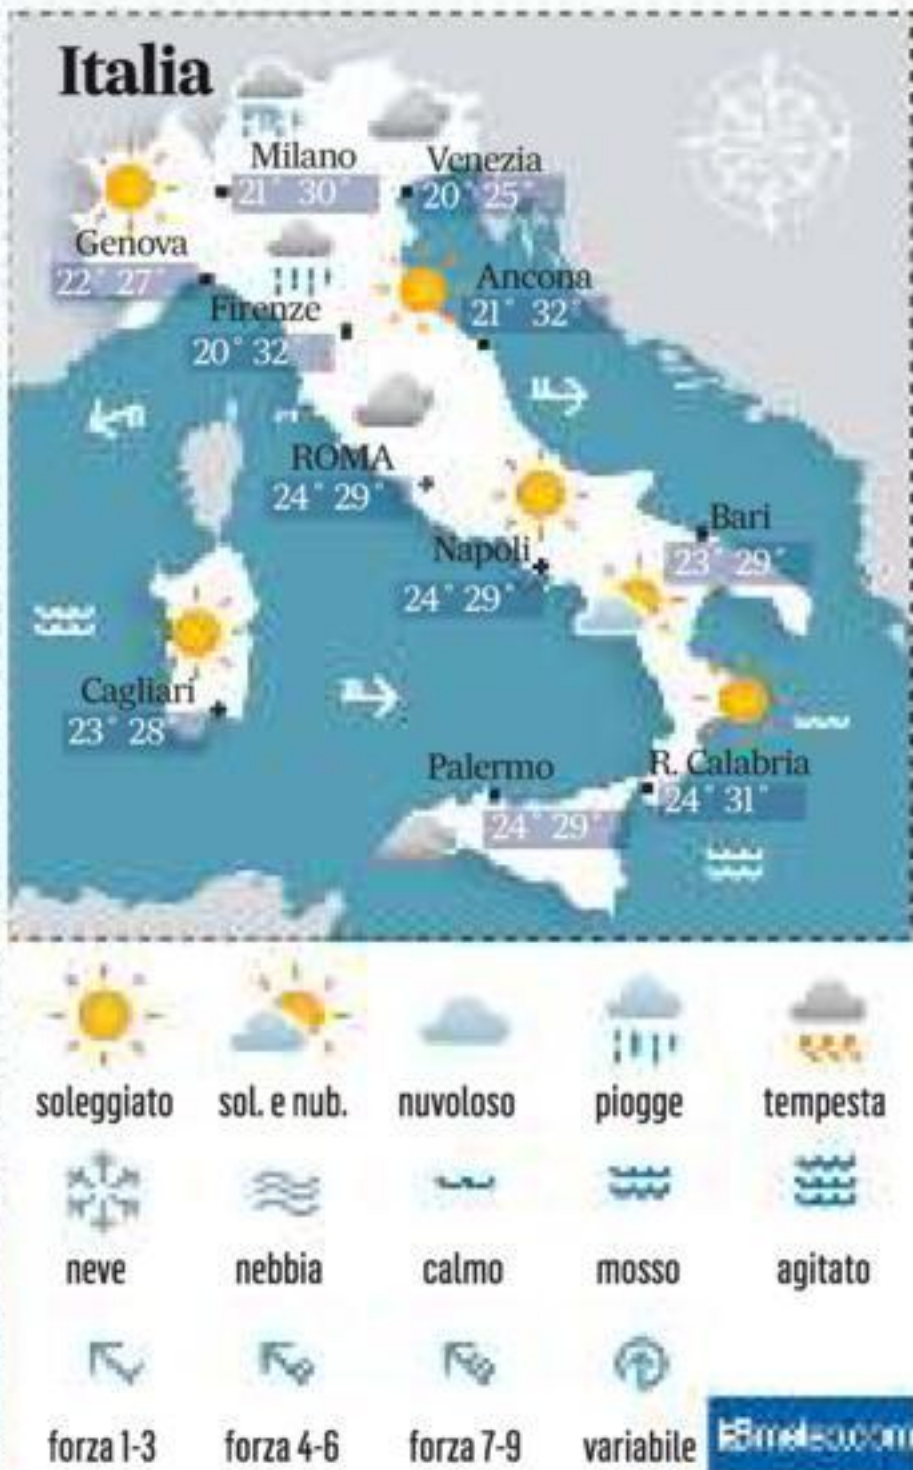 Italia
Milano
21° 30°
Venezia
20° 25°
Genova
22° 27°
Ancona
21° 32°
Firenze
20° 32
ROMA
24° 29°
Bari
23° 29°
Napoli
24° 29°
Cagliari
23° 28°
Palermo
24° 29°
R. Calabria
24° 31°
soleggiato sol. e nub. nuvoloso piogge tempesta
neve nebbia calmo mosso agitato
forza 1-3 forza 4-6 forza 7-9 variabile